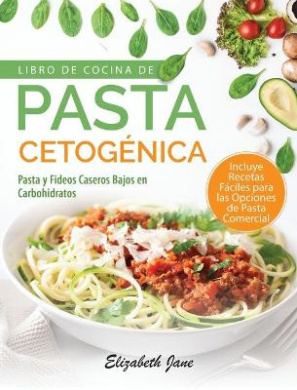 LIBRO DE COCINA DE
PASTA
CETOGÉNICA
Pasta y Fideos Caseros Bajos en
Carbohidratos
Incluye
Recetas
Fáciles para
las Opciones
de Pasta
Comercial
Elizabeth Jane